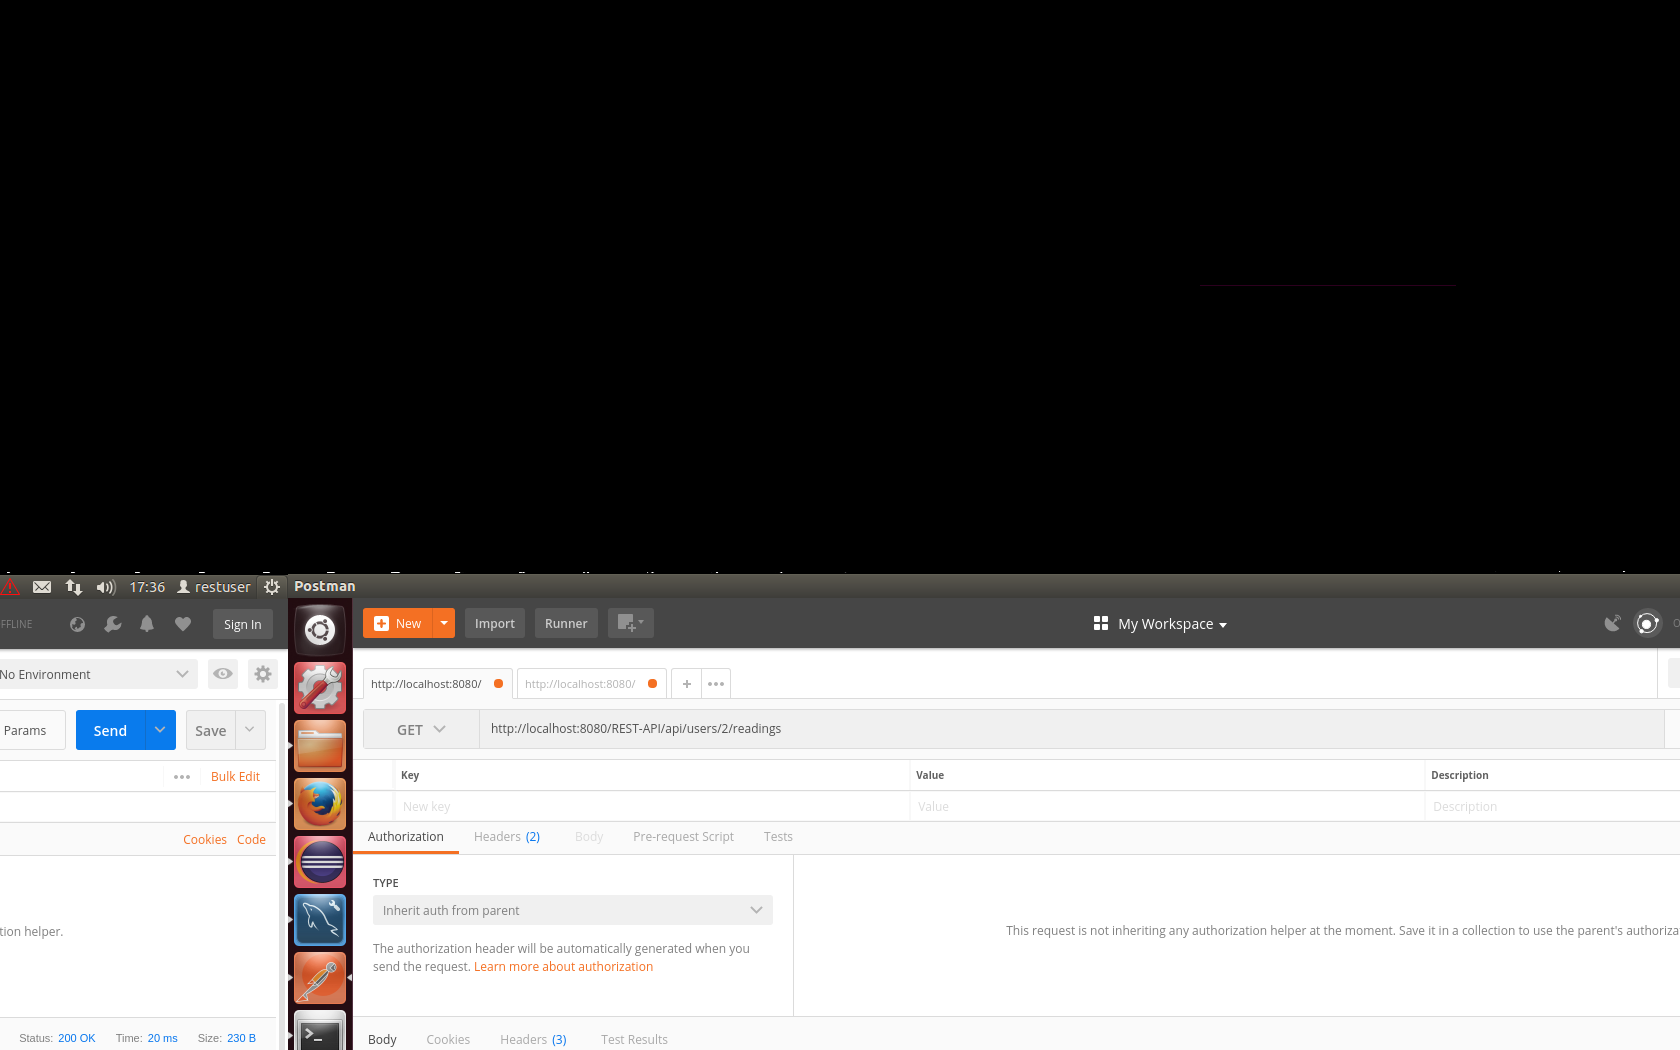 17:36 restuser Postman
FFLINE Sign In New Import Runner My Workspace
No Environment http://localhost:8080/ http://localhost:8080/ + •••
Params Send Save GET http://localhost:8080/REST-API/api/users/2/readings
••• Bulk Edit Key Value Description
New key Value Description
Cookies Code Authorization Headers (2) Body Pre-request Script Tests
TYPE
Inherit auth from parent
tion helper. This request is not inheriting any authorization helper at the moment. Save it in a collection to use the parent's authoriza
The authorization header will be automatically generated when you
send the request. Learn more about authorization
Status: 200 OK Time: 20 ms Size: 230 B Body Cookies Headers (3) Test Results